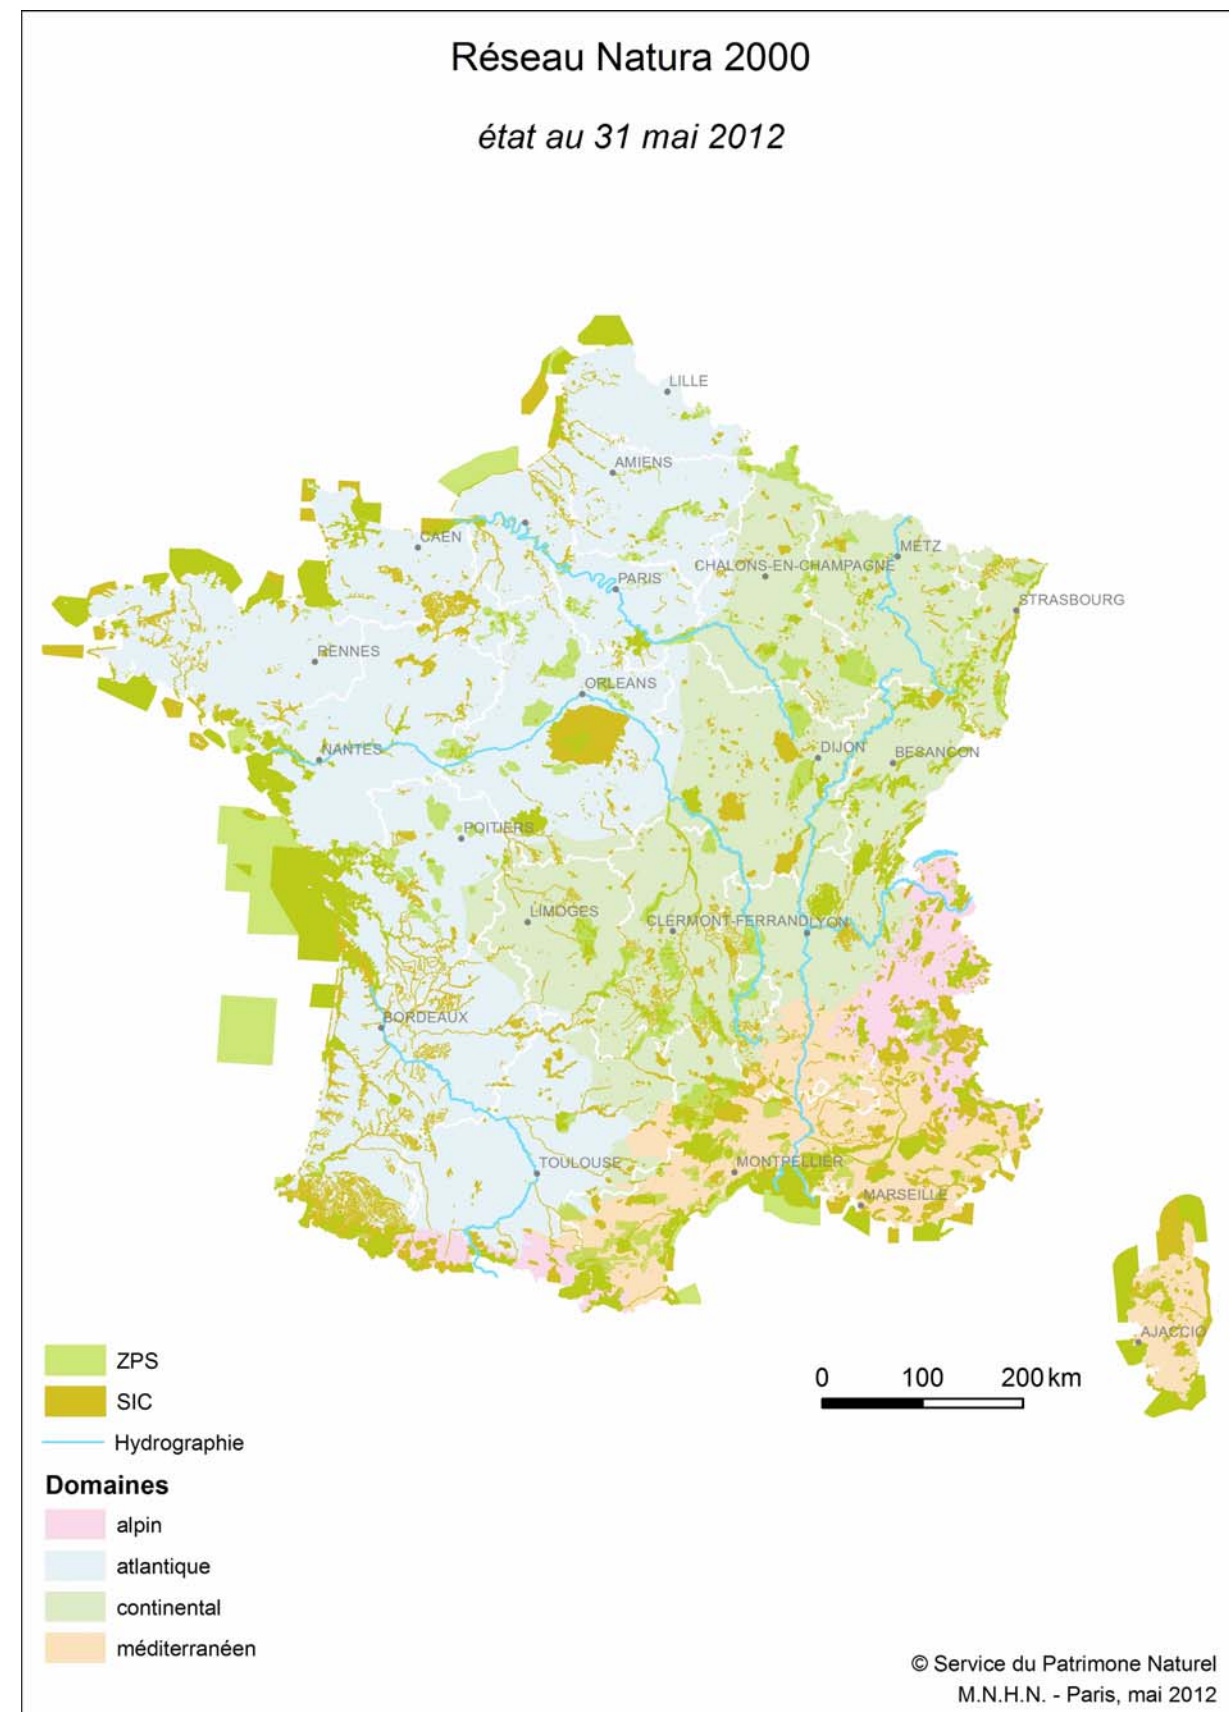 Réseau Natura 2000
état au 31 mai 2012
LILLE
AMIENS
CAEN
METZ
CHALONS-EN-CHAMPAGNE
PARIS
STRASBOURG
RENNES
ORLEANS
NANTES
DIJON
BESANCON
POITIERS
LIMOGES
CLERMONT-FERRAND
LYON
BORDEAUX
TOULOUSE
MONTPELLIER
MARSEILLE
AJACCIO
ZPS
SIC
Hydrographie
0 100 200 km
Domaines
alpin
atlantique
continental
méditerranéen
© Service du Patrimone Naturel
M.N.H.N. - Paris, mai 2012